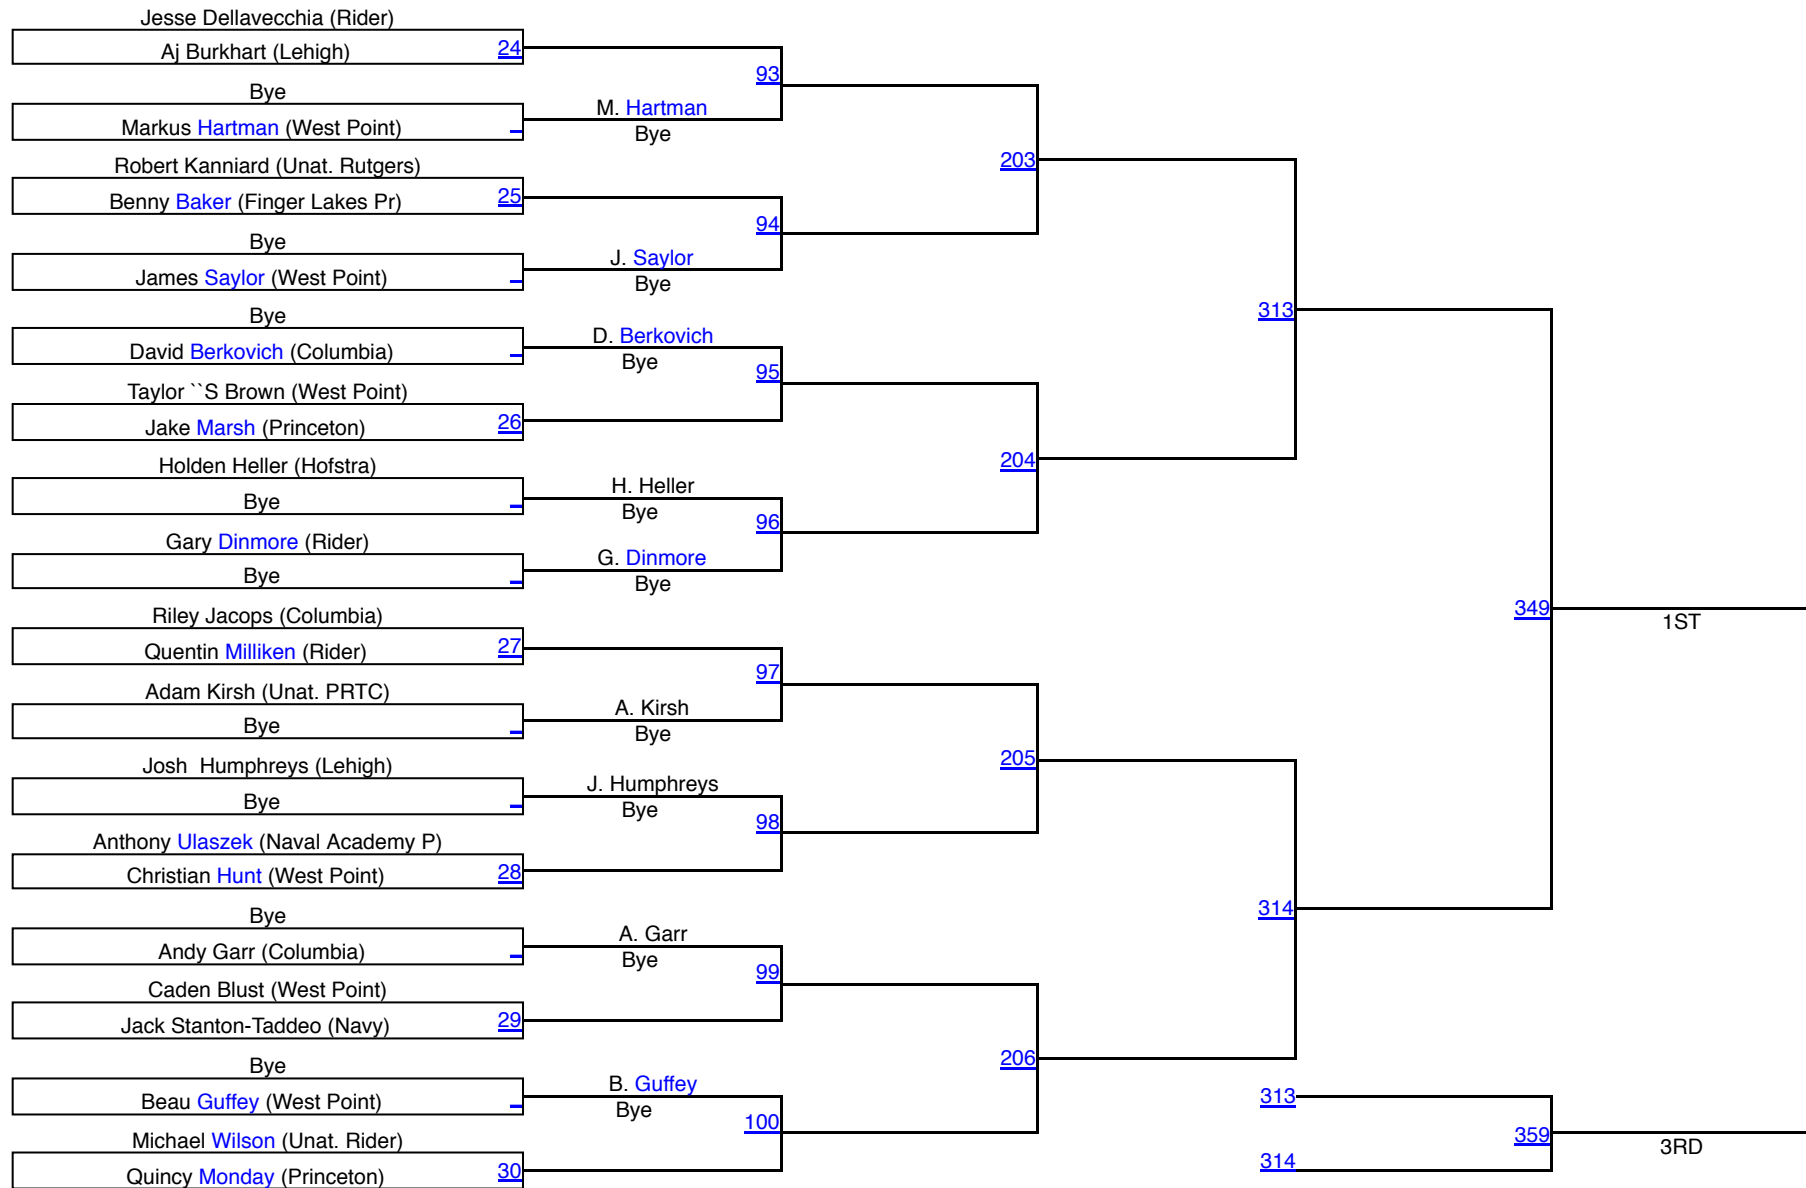 Jesse Dellavecchia (Rider)
Aj Burkhart (Lehigh) 24
93
Bye
Markus Hartman (West Point) _
M. Hartman
Bye
203
Robert Kanniard (Unat. Rutgers)
Benny Baker (Finger Lakes Pr) 25
94
Bye
James Saylor (West Point) _
J. Saylor
Bye
313
Bye
David Berkovich (Columbia) _
D. Berkovich
Bye
95
Taylor ``S Brown (West Point)
Jake Marsh (Princeton) 26
204
Holden Heller (Hofstra)
Bye _
H. Heller
Bye
96
Gary Dinmore (Rider)
Bye _
G. Dinmore
Bye
349
1ST
Riley Jacops (Columbia)
Quentin Milliken (Rider) 27
97
Adam Kirsh (Unat. PRTC)
Bye _
A. Kirsh
Bye
205
Josh  Humphreys (Lehigh)
Bye _
J. Humphreys
Bye
98
Anthony Ulaszek (Naval Academy P)
Christian Hunt (West Point) 28
314
Bye
Andy Garr (Columbia) _
A. Garr
Bye
99
Caden Blust (West Point)
Jack Stanton-Taddeo (Navy) 29
206
Bye
Beau Guffey (West Point) _
B. Guffey
Bye
100
Michael Wilson (Unat. Rider)
Quincy Monday (Princeton) 30
313
359
3RD
314